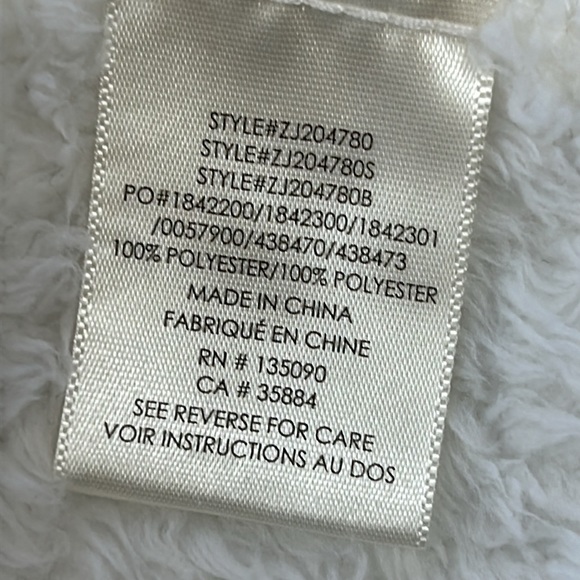 STYLE#ZJ204780
STYLE#ZJ204780S
STYLE#ZJ204780B
PO#1842200/1842300/1842301
/0057900/438470/438473
100% POLYESTER/100% POLYESTER
MADE IN CHINA
FABRIQUÉ EN CHINE
RN # 135090
CA # 35884
SEE REVERSE FOR CARE
VOIR INSTRUCTIONS AU DOS